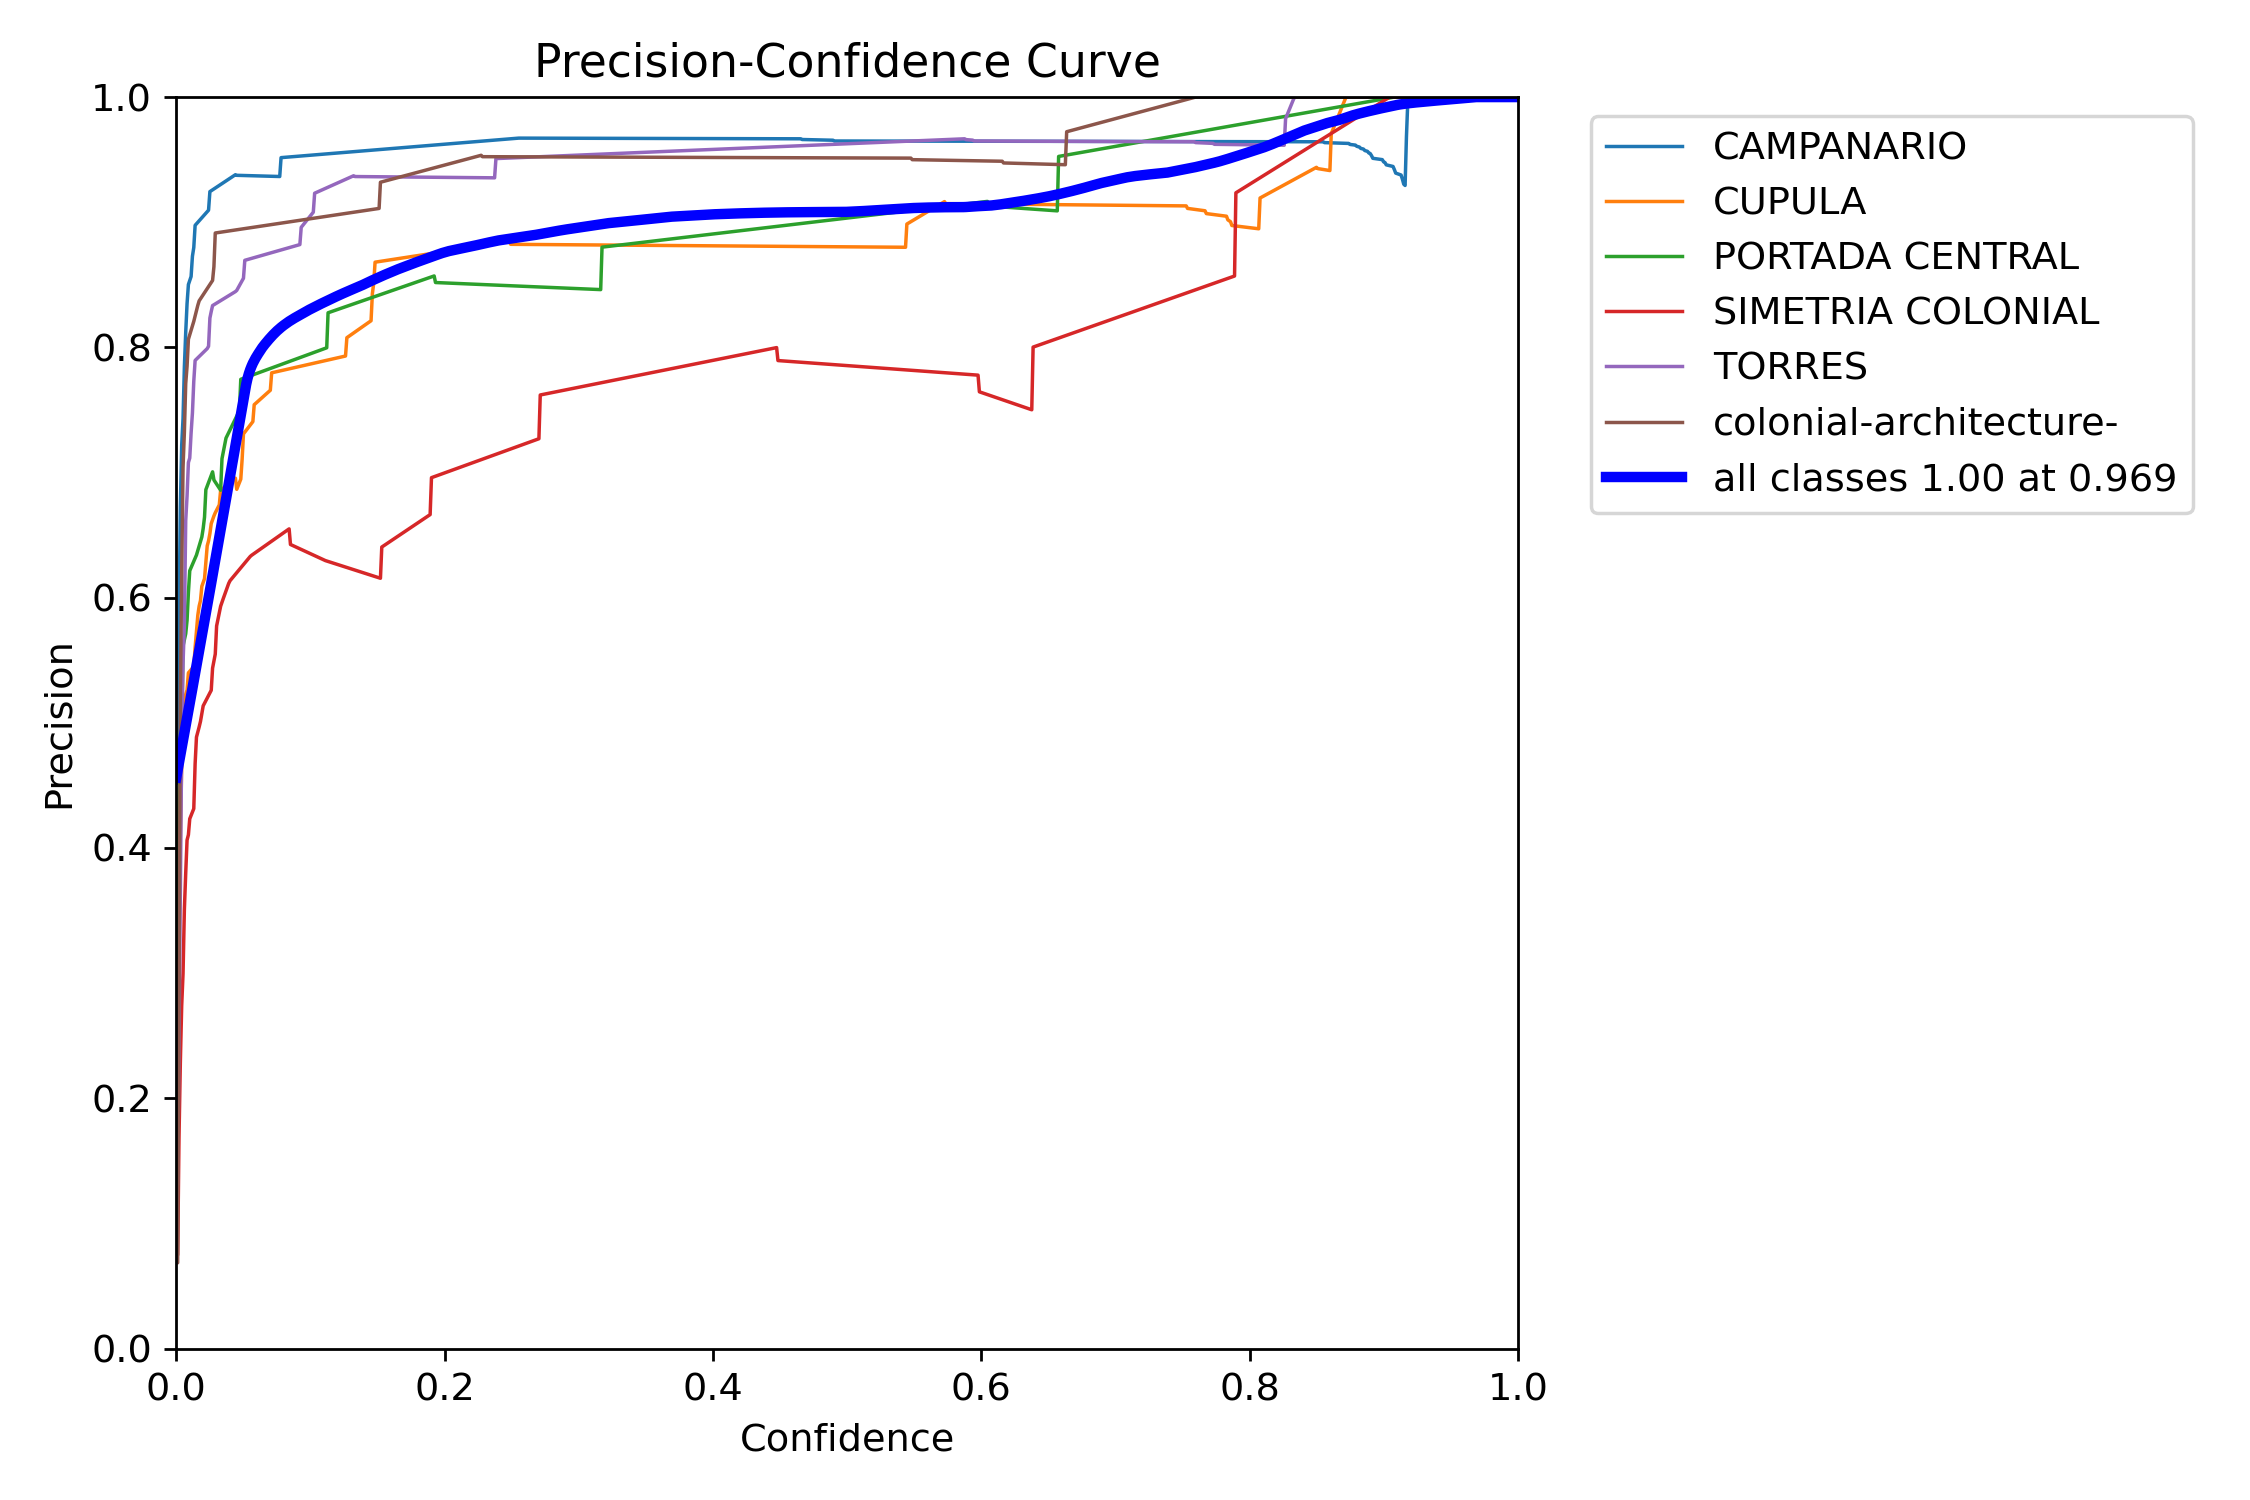 Precision-Confidence Curve
1.0
0.8
0.6
0.4
0.2
0.0
Precision
0.0 0.2 0.4 0.6 0.8 1.0
Confidence
CAMPANARIO
CUPULA
PORTADA CENTRAL
SIMETRIA COLONIAL
TORRES
colonial-architecture-
all classes 1.00 at 0.969